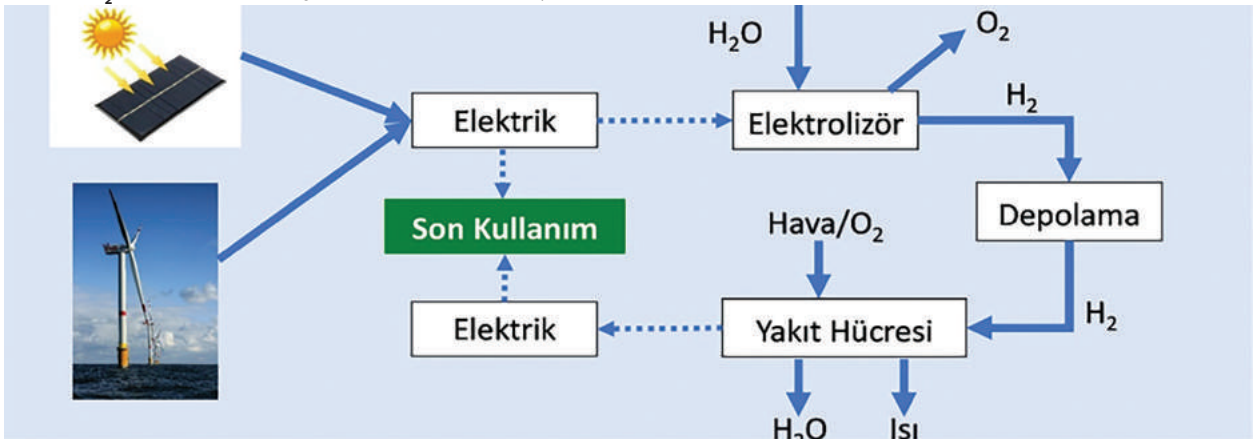 H₂O
O₂
Elektrik
Elektrolizör
H₂
Son Kullanım
Depolama
Hava/O₂
Elektrik
Yakıt Hücresi
H₂
H₂O
Isı